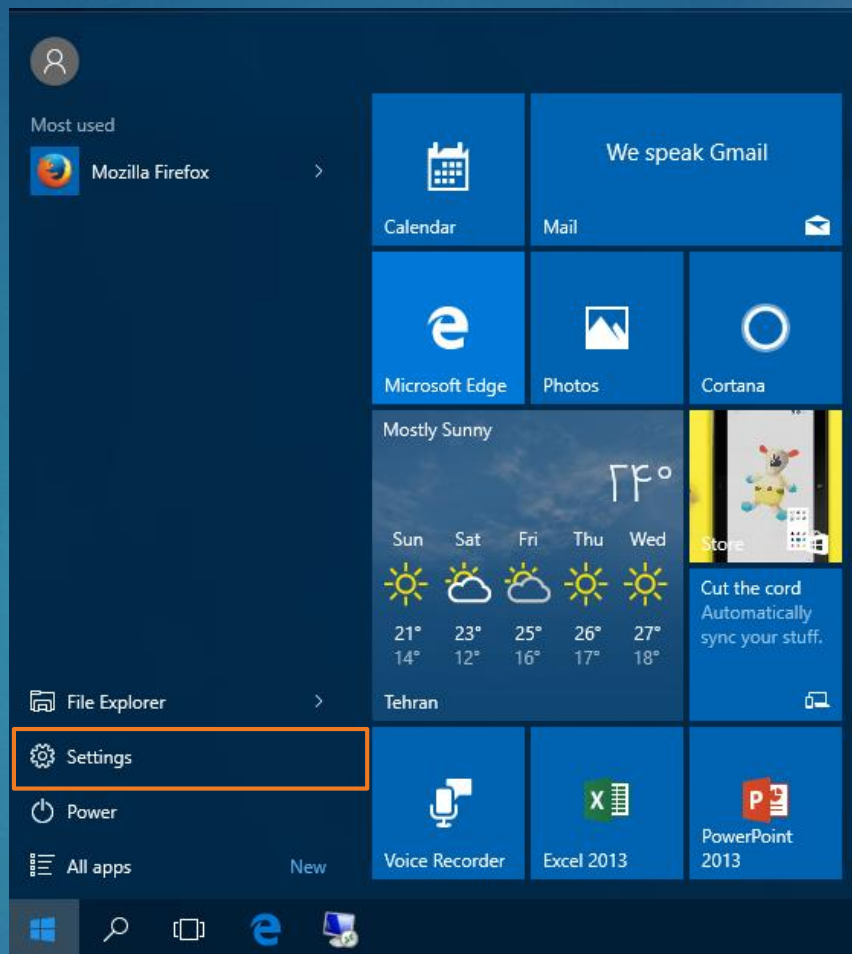 Most used
Mozilla Firefox
File Explorer
Settings
Power
All apps New
Calendar
We speak Gmail
Mail
Microsoft Edge
Photos
Cortana
Mostly Sunny
۲۴°
Sun Sat Fri Thu Wed
21° 23° 25° 26° 27°
14° 12° 16° 17° 18°
Tehran
Store
Cut the cord
Automatically
sync your stuff.
Voice Recorder
Excel 2013
PowerPoint
2013